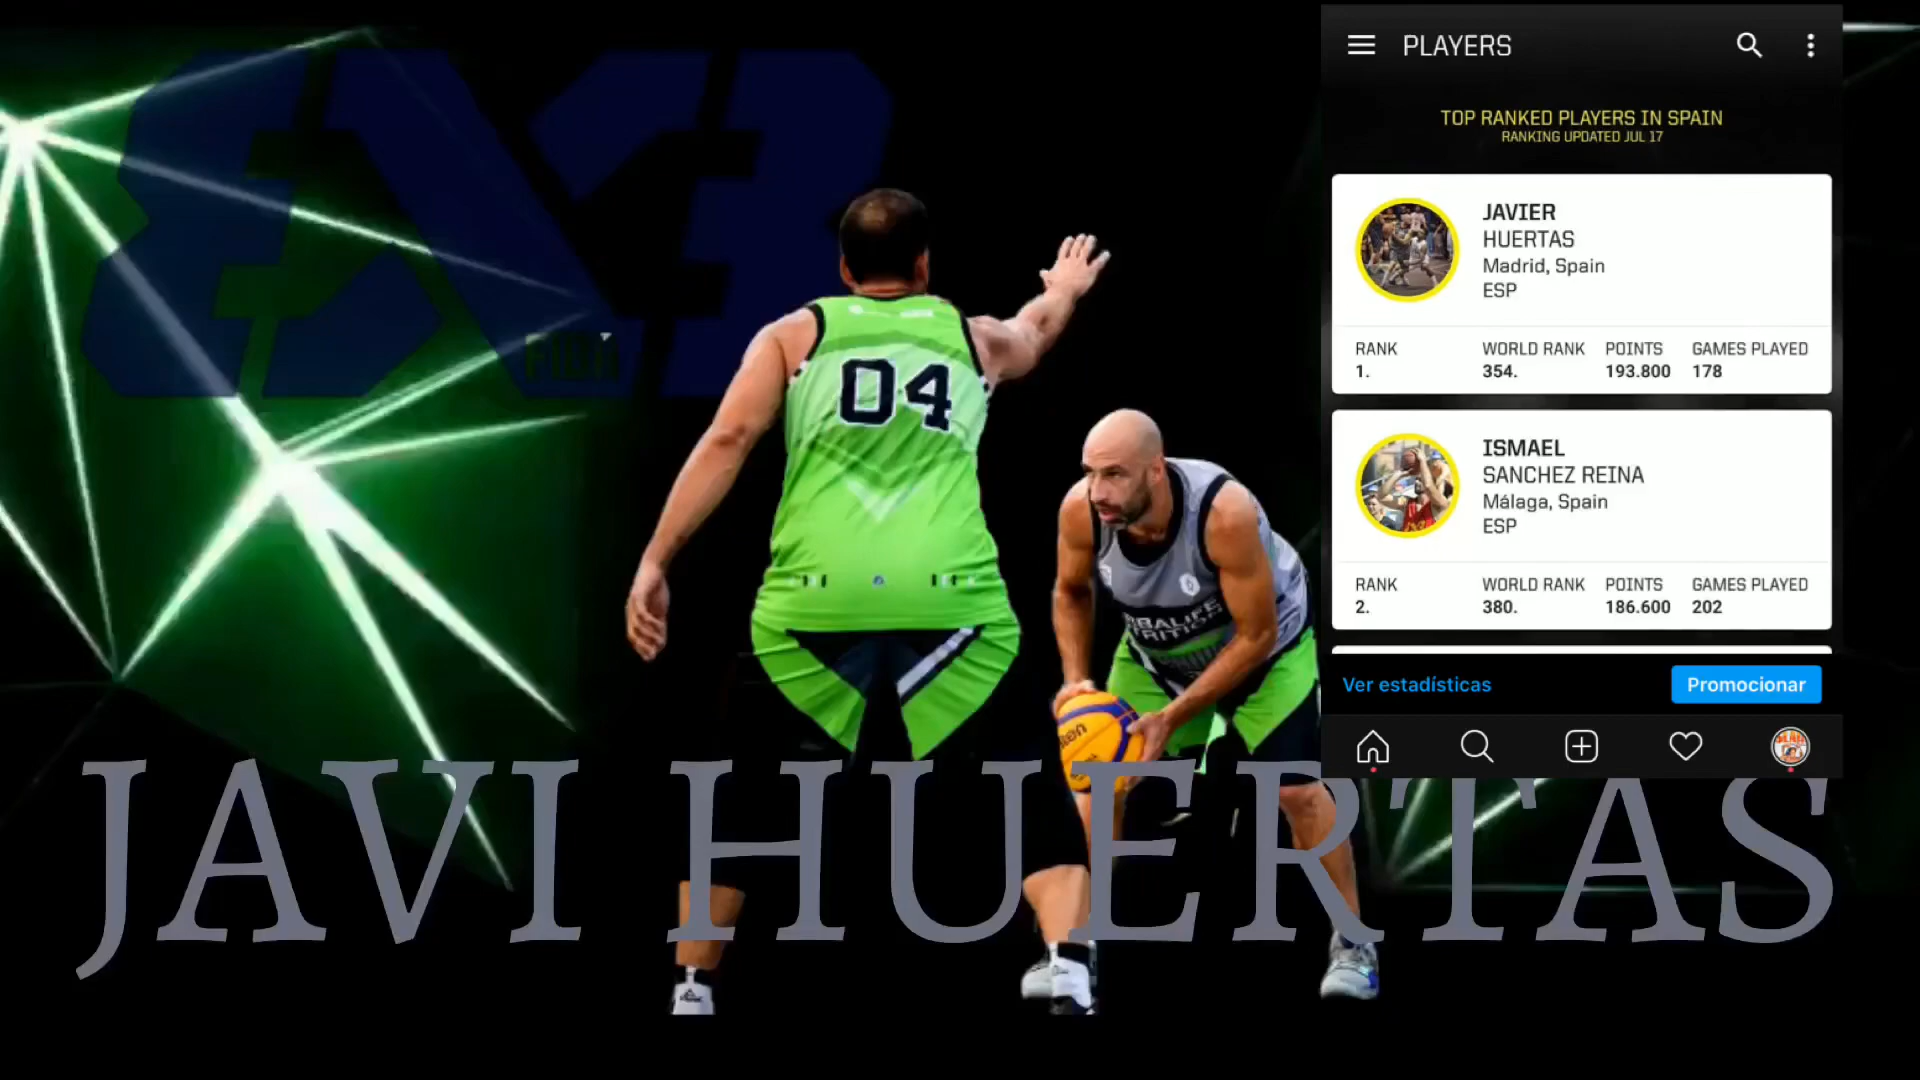 3X3
FIBA
04
PLAYERS
TOP RANKED PLAYERS IN SPAIN
RANKING UPDATED JUL 17
JAVIER
HUERTAS
Madrid, Spain
ESP
RANK WORLD RANK POINTS GAMES PLAYED
1. 354. 193.800 178
ISMAEL
SANCHEZ REINA
Málaga, Spain
ESP
RANK WORLD RANK POINTS GAMES PLAYED
2. 380. 186.600 202
Ver estadísticas Promocionar
JAVI HUERTAS